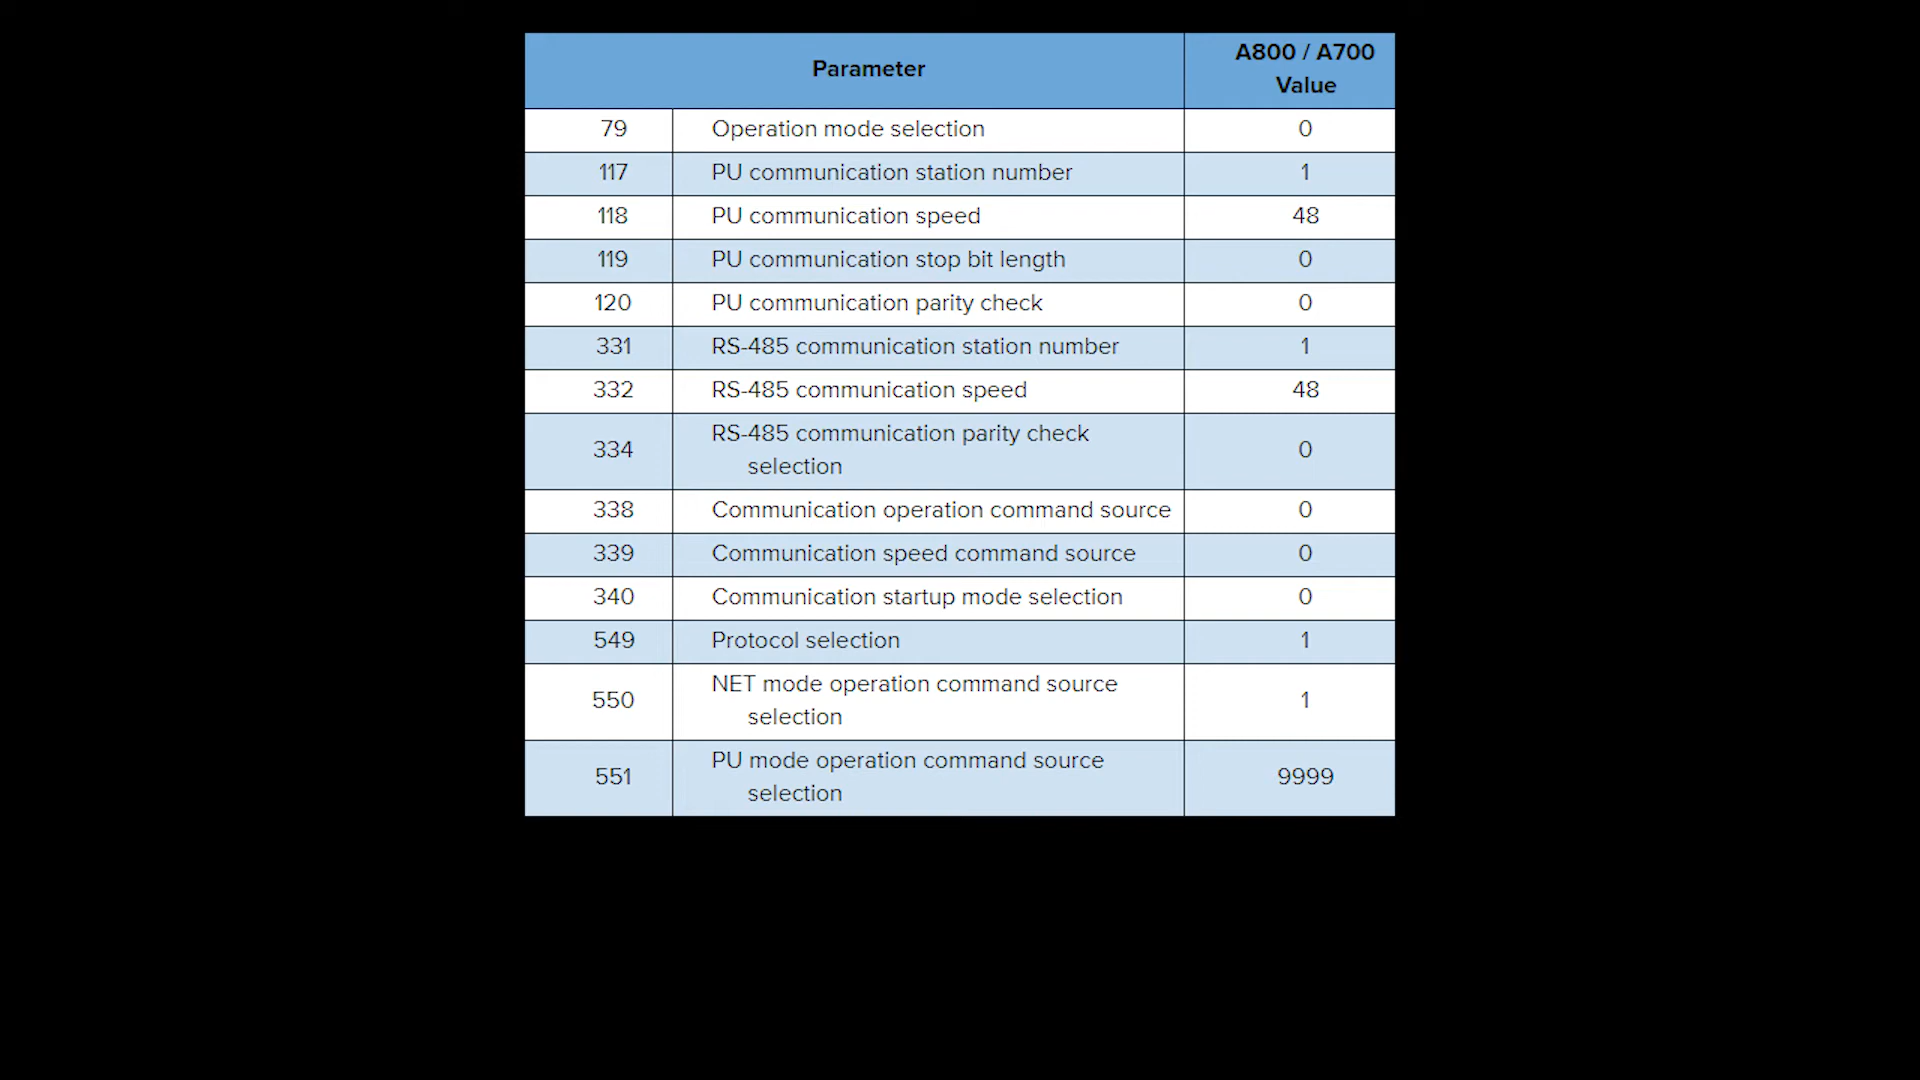 Parameter
A800 / A700
Value
79 Operation mode selection 0
117 PU communication station number 1
118 PU communication speed 48
119 PU communication stop bit length 0
120 PU communication parity check 0
331 RS-485 communication station number 1
332 RS-485 communication speed 48
334 RS-485 communication parity check
selection 0
338 Communication operation command source 0
339 Communication speed command source 0
340 Communication startup mode selection 0
549 Protocol selection 1
550 NET mode operation command source
selection 1
551 PU mode operation command source
selection 9999